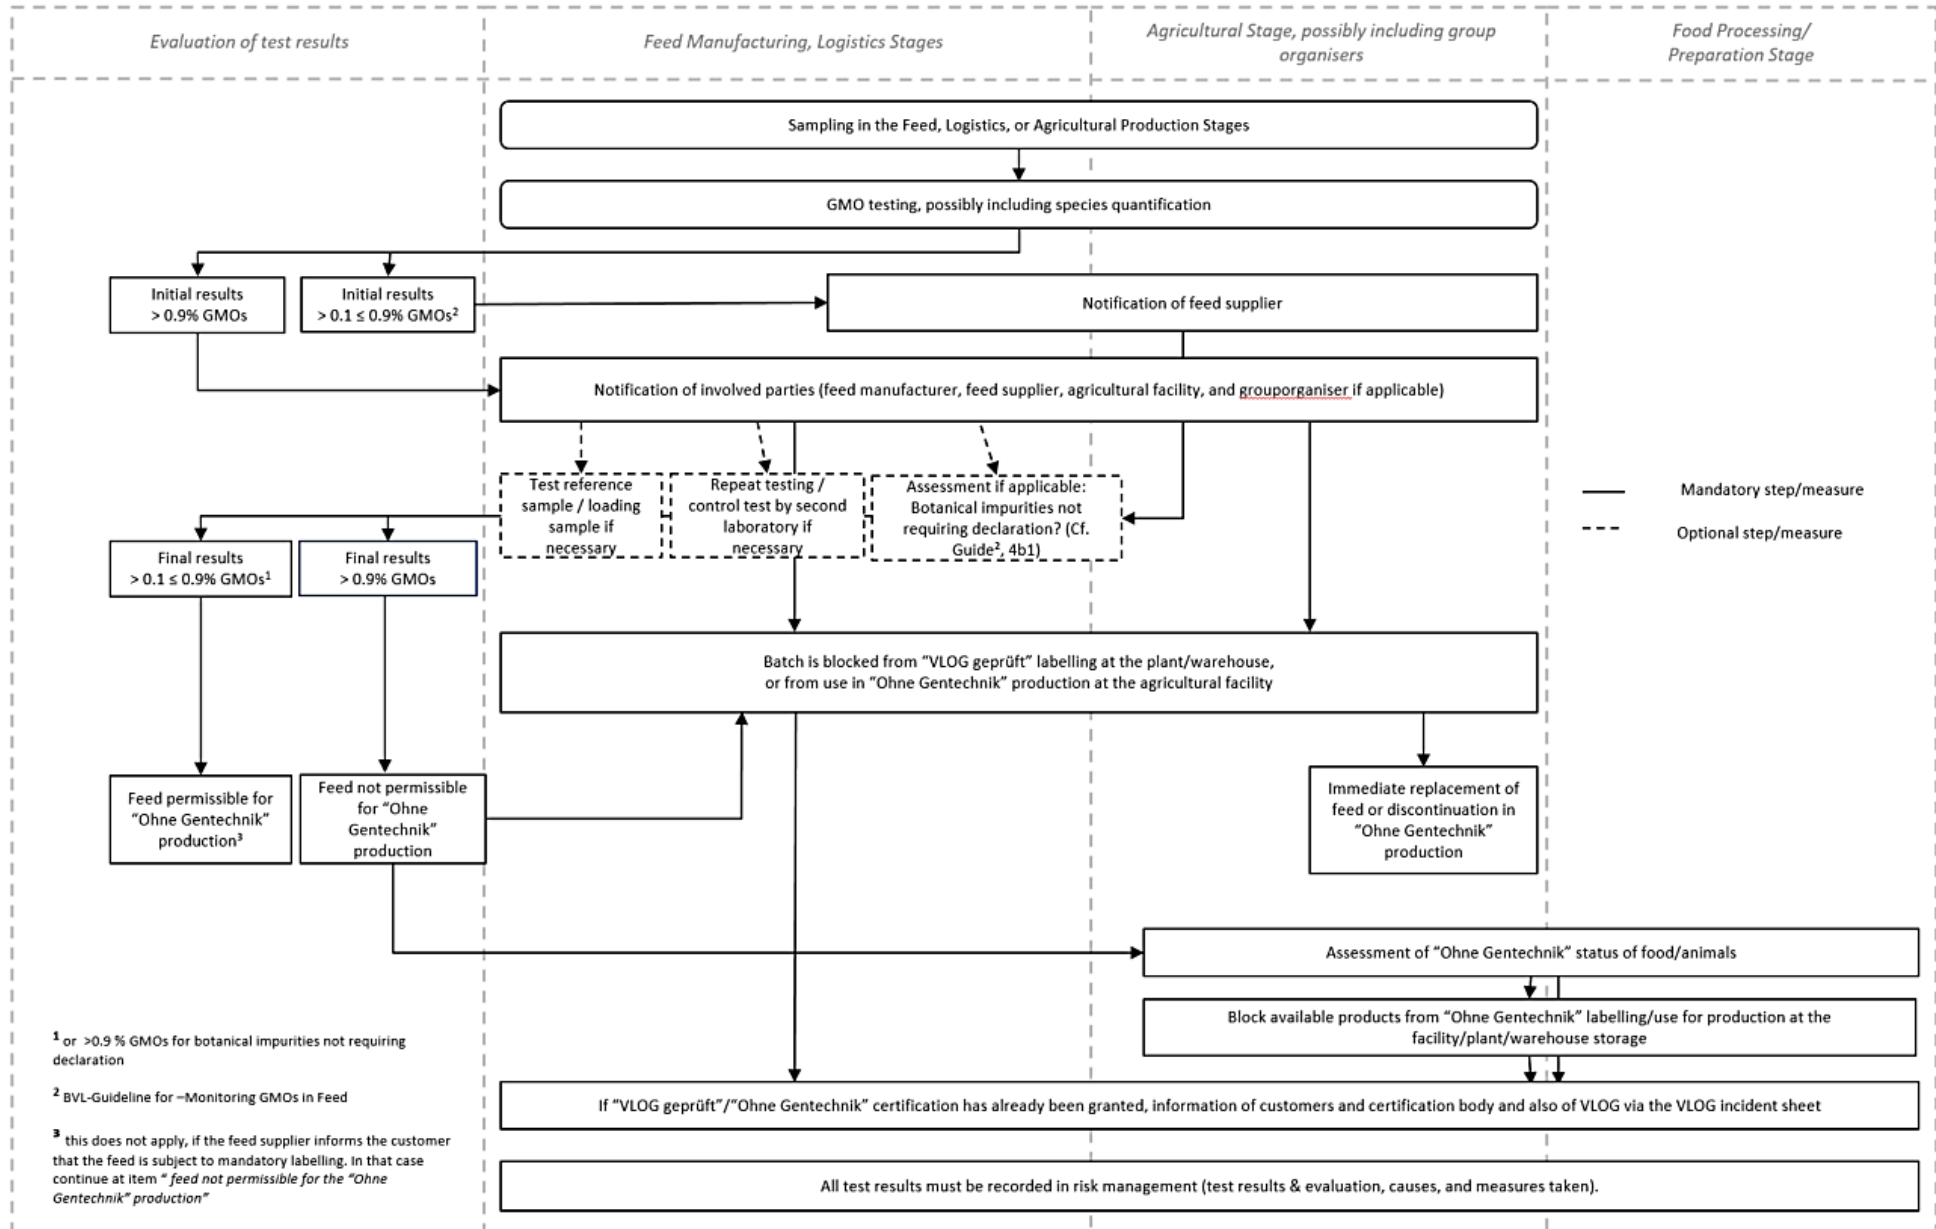 Evaluation of test results
Feed Manufacturing, Logistics Stages
Agricultural Stage, possibly including group
organisers
Food Processing/
Preparation Stage
Sampling in the Feed, Logistics, or Agricultural Production Stages
GMO testing, possibly including species quantification
Initial results
> 0.9% GMOs
Initial results
> 0.1 ≤ 0.9% GMOs²
Notification of feed supplier
Notification of involved parties (feed manufacturer, feed supplier, agricultural facility, and grouporganiser if applicable)
Test reference
sample / loading
sample if
necessary
Repeat testing /
control test by second
laboratory if
necessary
Assessment if applicable:
Botanical impurities not
requiring declaration? (Cf.
Guide², 4b1)
Mandatory step/measure
Optional step/measure
Final results
> 0.1 ≤ 0.9% GMOs¹
Final results
> 0.9% GMOs
Batch is blocked from “VLOG geprüft” labelling at the plant/warehouse,
or from use in “Ohne Gentechnik” production at the agricultural facility
Feed permissible for
“Ohne Gentechnik”
production³
Feed not permissible
for “Ohne
Gentechnik”
production
Immediate replacement of
feed or discontinuation in
“Ohne Gentechnik”
production
Assessment of “Ohne Gentechnik” status of food/animals
Block available products from “Ohne Gentechnik” labelling/use for production at the
facility/plant/warehouse storage
If “VLOG geprüft”/“Ohne Gentechnik” certification has already been granted, information of customers and certification body and also of VLOG via the VLOG incident sheet
All test results must be recorded in risk management (test results & evaluation, causes, and measures taken).
¹ or >0.9 % GMOs for botanical impurities not requiring
declaration
² BVL-Guideline for –Monitoring GMOs in Feed
³ this does not apply, if the feed supplier informs the customer
that the feed is subject to mandatory labelling. In that case
continue at item “ feed not permissible for the “Ohne
Gentechnik” production”